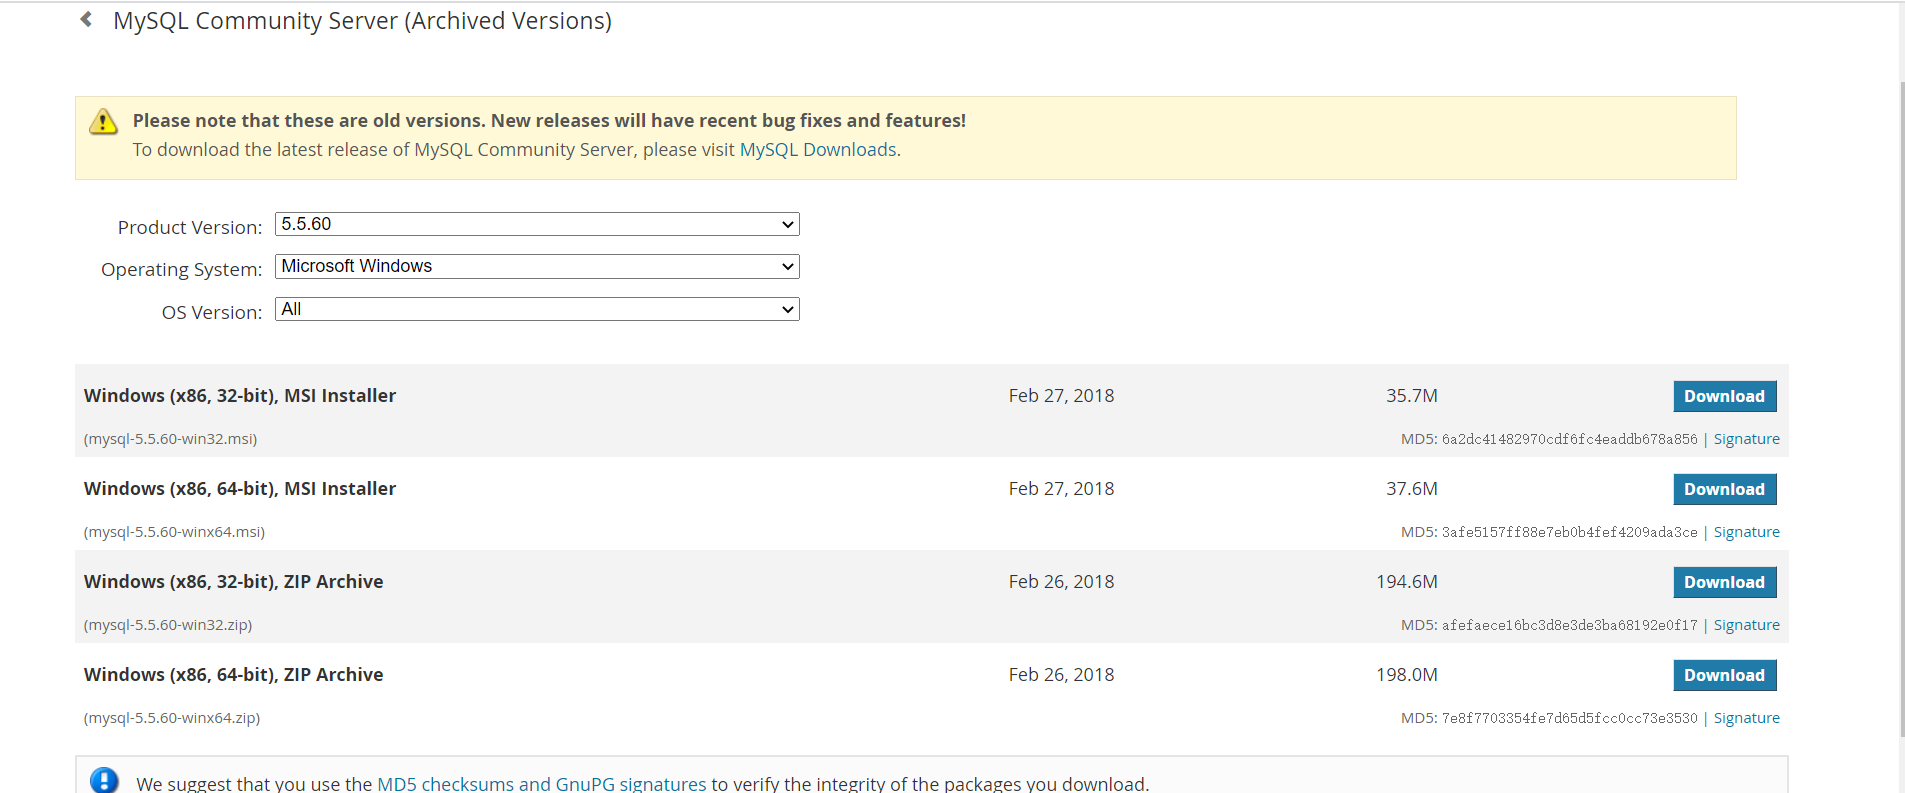 MySQL Community Server (Archived Versions)
Please note that these are old versions. New releases will have recent bug fixes and features!
To download the latest release of MySQL Community Server, please visit MySQL Downloads.
Product Version: 5.5.60
Operating System: Microsoft Windows
OS Version: All
Windows (x86, 32-bit), MSI Installer Feb 27, 2018 35.7M Download
(mysql-5.5.60-win32.msi) MD5: 6a2dc41482970cdf6fc4eaddb678a856 | Signature
Windows (x86, 64-bit), MSI Installer Feb 27, 2018 37.6M Download
(mysql-5.5.60-winx64.msi) MD5: 3afe5157ff88e7eb0b4fef4209ada3ce | Signature
Windows (x86, 32-bit), ZIP Archive Feb 26, 2018 194.6M Download
(mysql-5.5.60-win32.zip) MD5: afefaece16bc3d8e3de3ba68192e0f17 | Signature
Windows (x86, 64-bit), ZIP Archive Feb 26, 2018 198.0M Download
(mysql-5.5.60-winx64.zip) MD5: 7e8f7703354fe7d65d5fcc0cc73e3530 | Signature
We suggest that you use the MD5 checksums and GnuPG signatures to verify the integrity of the packages you download.